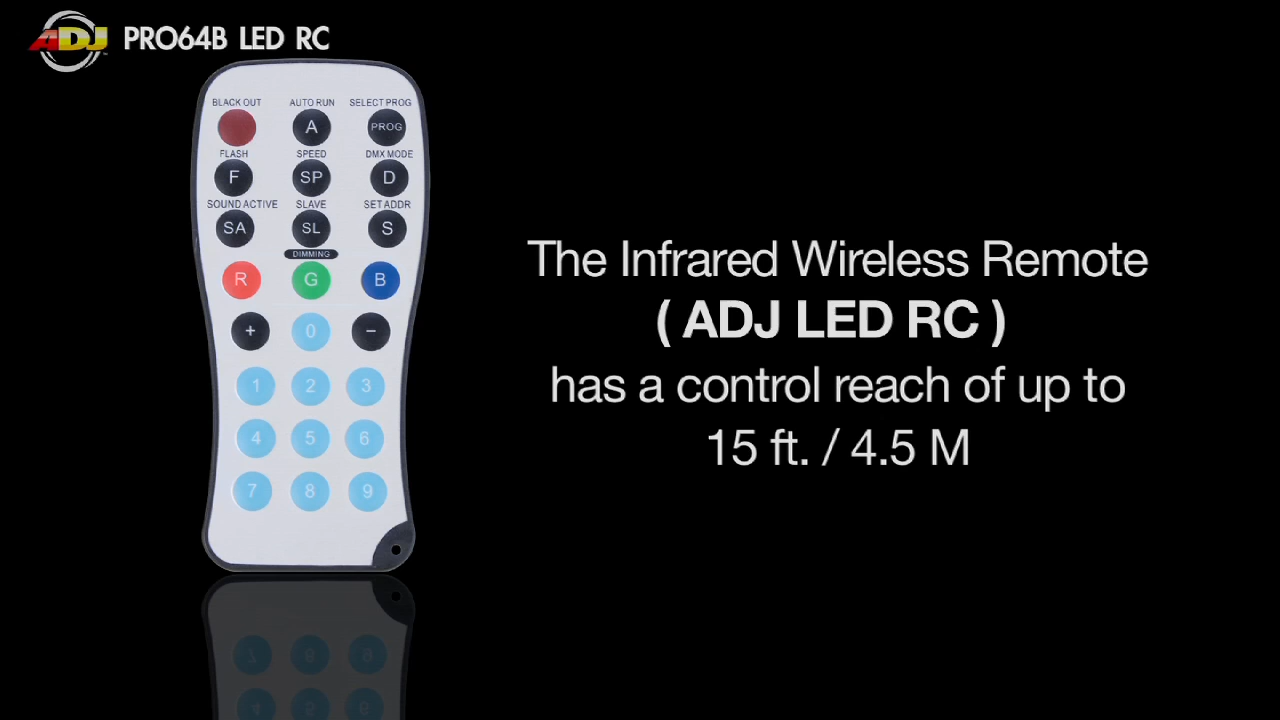 ADJ PRO64B LED RC
BLACK OUT AUTO RUN SELECT PROG
A PROG
FLASH SPEED DMX MODE
F SP D
SOUND ACTIVE SLAVE SET ADDR
SA SL S
DIMMING
R G B
+ 0 −
1 2 3
4 5 6
7 8 9
The Infrared Wireless Remote
( ADJ LED RC )
has a control reach of up to
15 ft. / 4.5 M